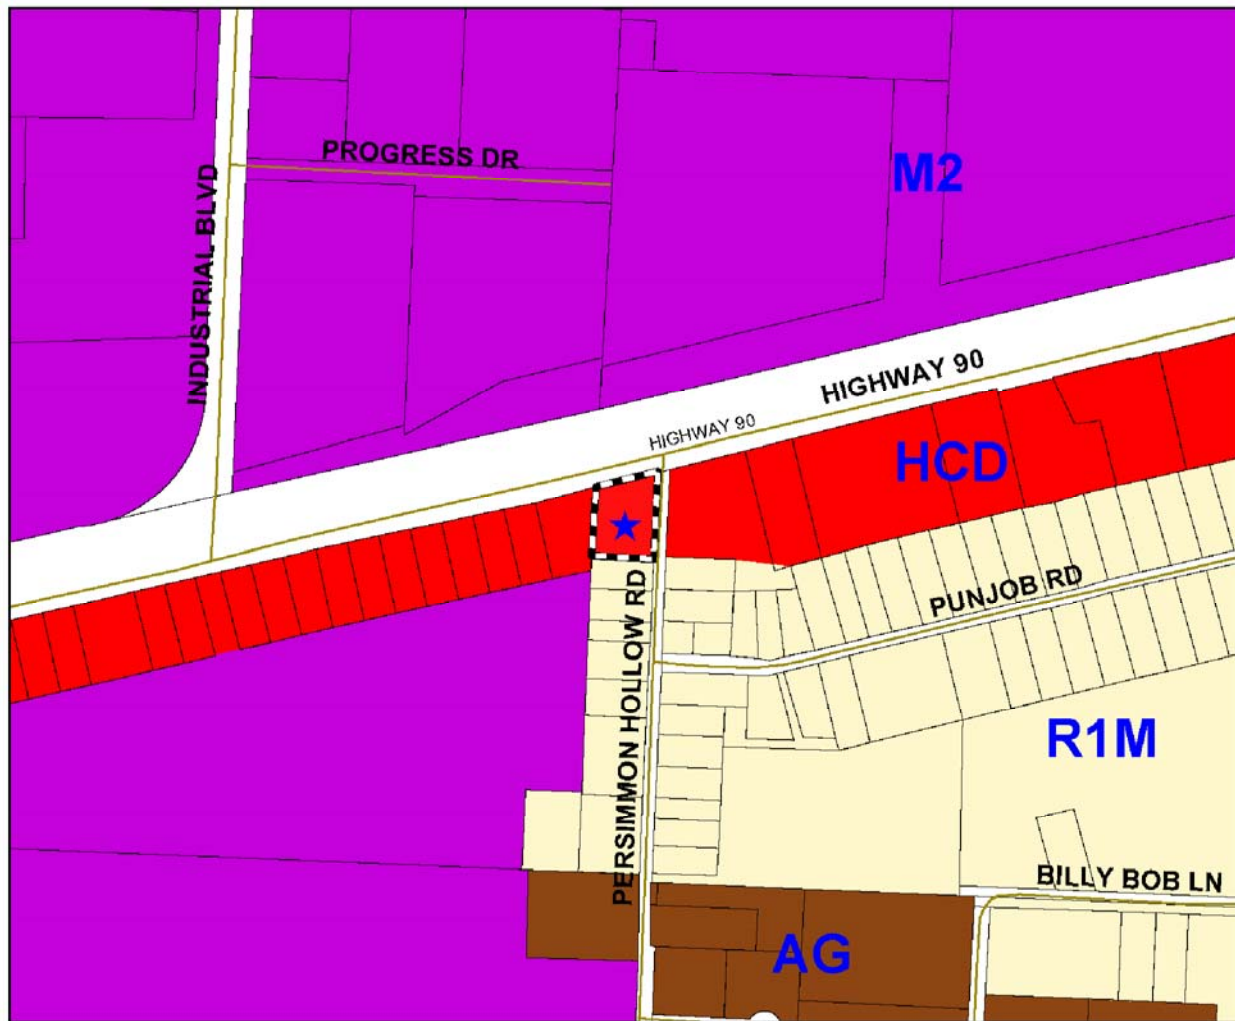 PROGRESS DR
M2
INDUSTRIAL BLVD
HIGHWAY 90
HIGHWAY 90
HCD
PUNJOB RD
PERSIMMON HOLLOW RD
R1M
BILLY BOB LN
AG